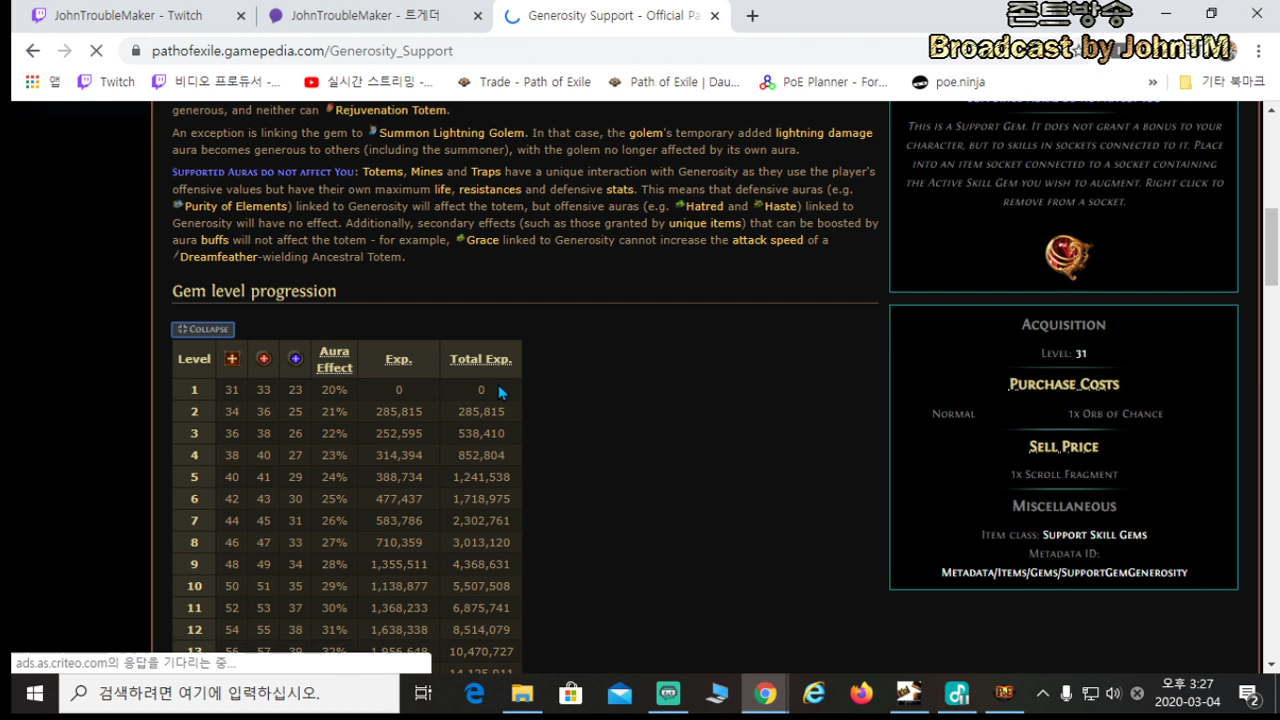 JohnTroubleMaker - Twitch
JohnTroubleMaker - 트게더
Generosity Support - Official Pa
존트방송
Broadcast by JohnTM
pathofexile.gamepedia.com/Generosity_Support
앱
Twitch
비디오 프로듀서 -...
실시간 스트리밍 -...
Trade - Path of Exile
Path of Exile | Dau...
PoE Planner - For...
poe.ninja
»
기타 북마크
generous, and neither can Rejuvenation Totem.
An exception is linking the gem to Summon Lightning Golem. In that case, the golem's temporary added lightning damage
aura becomes generous to others (including the summoner), with the golem no longer affected by its own aura.
Supported Auras do not affect You: Totems, Mines and Traps have a unique interaction with Generosity as they use the player's
offensive values but have their own maximum life, resistances and defensive stats. This means that defensive auras (e.g.
Purity of Elements) linked to Generosity will affect the totem, but offensive auras (e.g. Hatred and Haste) linked to
Generosity will have no effect. Additionally, secondary effects (such as those granted by unique items) that can be boosted by
aura buffs will not affect the totem - for example, Grace linked to Generosity cannot increase the attack speed of a
Dreamfeather-wielding Ancestral Totem.
Gem level progression
Collapse
Level Aura Effect Exp. Total Exp.
1 31 33 23 20% 0 0
2 34 36 25 21% 285,815 285,815
3 36 38 26 22% 252,595 538,410
4 38 40 27 23% 314,394 852,804
5 40 41 29 24% 388,734 1,241,538
6 42 43 30 25% 477,437 1,718,975
7 44 45 31 26% 583,786 2,302,761
8 46 47 33 27% 710,359 3,013,120
9 48 49 34 28% 1,355,511 4,368,631
10 50 51 35 29% 1,138,877 5,507,508
11 52 53 37 30% 1,368,233 6,875,741
12 54 55 38 31% 1,638,338 8,514,079
13 56 57 39 32% 1,956,648 10,470,727
This is a Support Gem. It does not grant a bonus to your
character, but to skills in sockets connected to it. Place
into an item socket connected to a socket containing
the Active Skill Gem you wish to augment. Right click to
remove from a socket.
Acquisition
Level: 31
Purchase Costs
Normal 1x Orb of Chance
Sell Price
1x Scroll Fragment
Miscellaneous
Item class: Support Skill Gems
Metadata ID:
Metadata/Items/Gems/SupportGemGenerosity
ads.as.criteo.com의 응답을 기다리는 중...
검색하려면 여기에 입력하십시오.
오후 3:27
2020-03-04
2